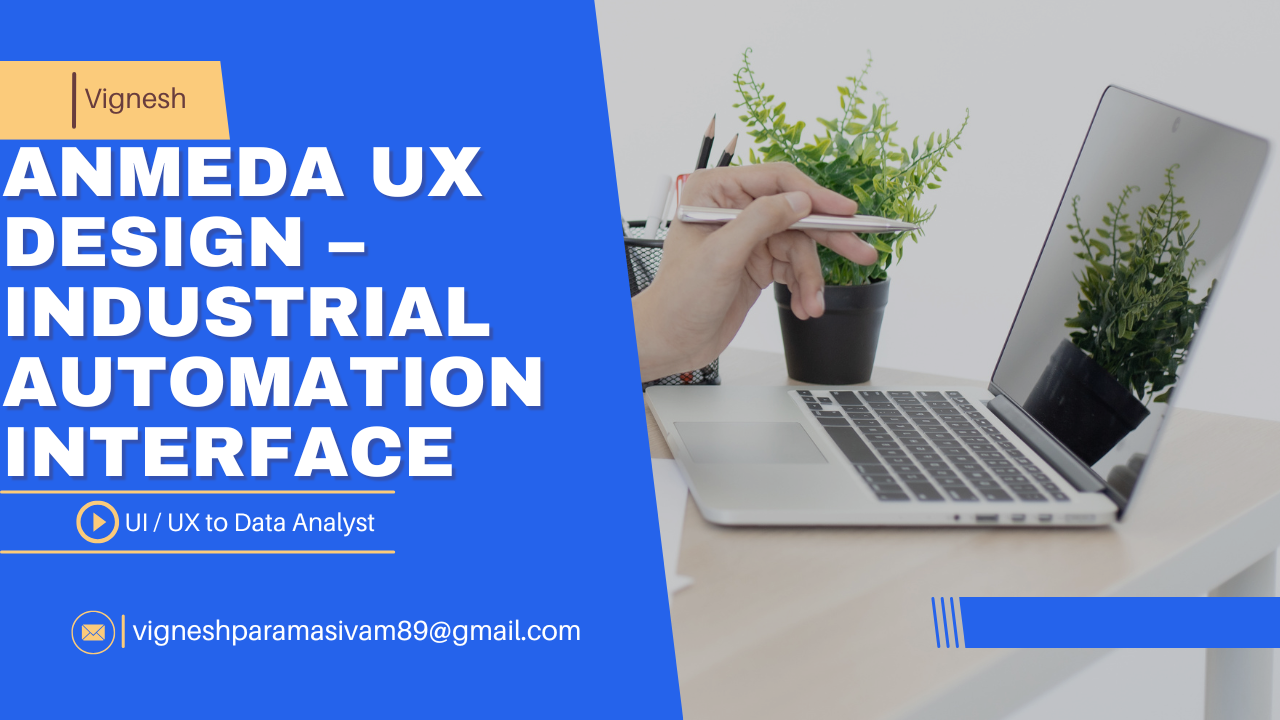 Vignesh
ANMEDA UX
DESIGN –
INDUSTRIAL
AUTOMATION
INTERFACE
UI / UX to Data Analyst
vigneshparamasivam89@gmail.com